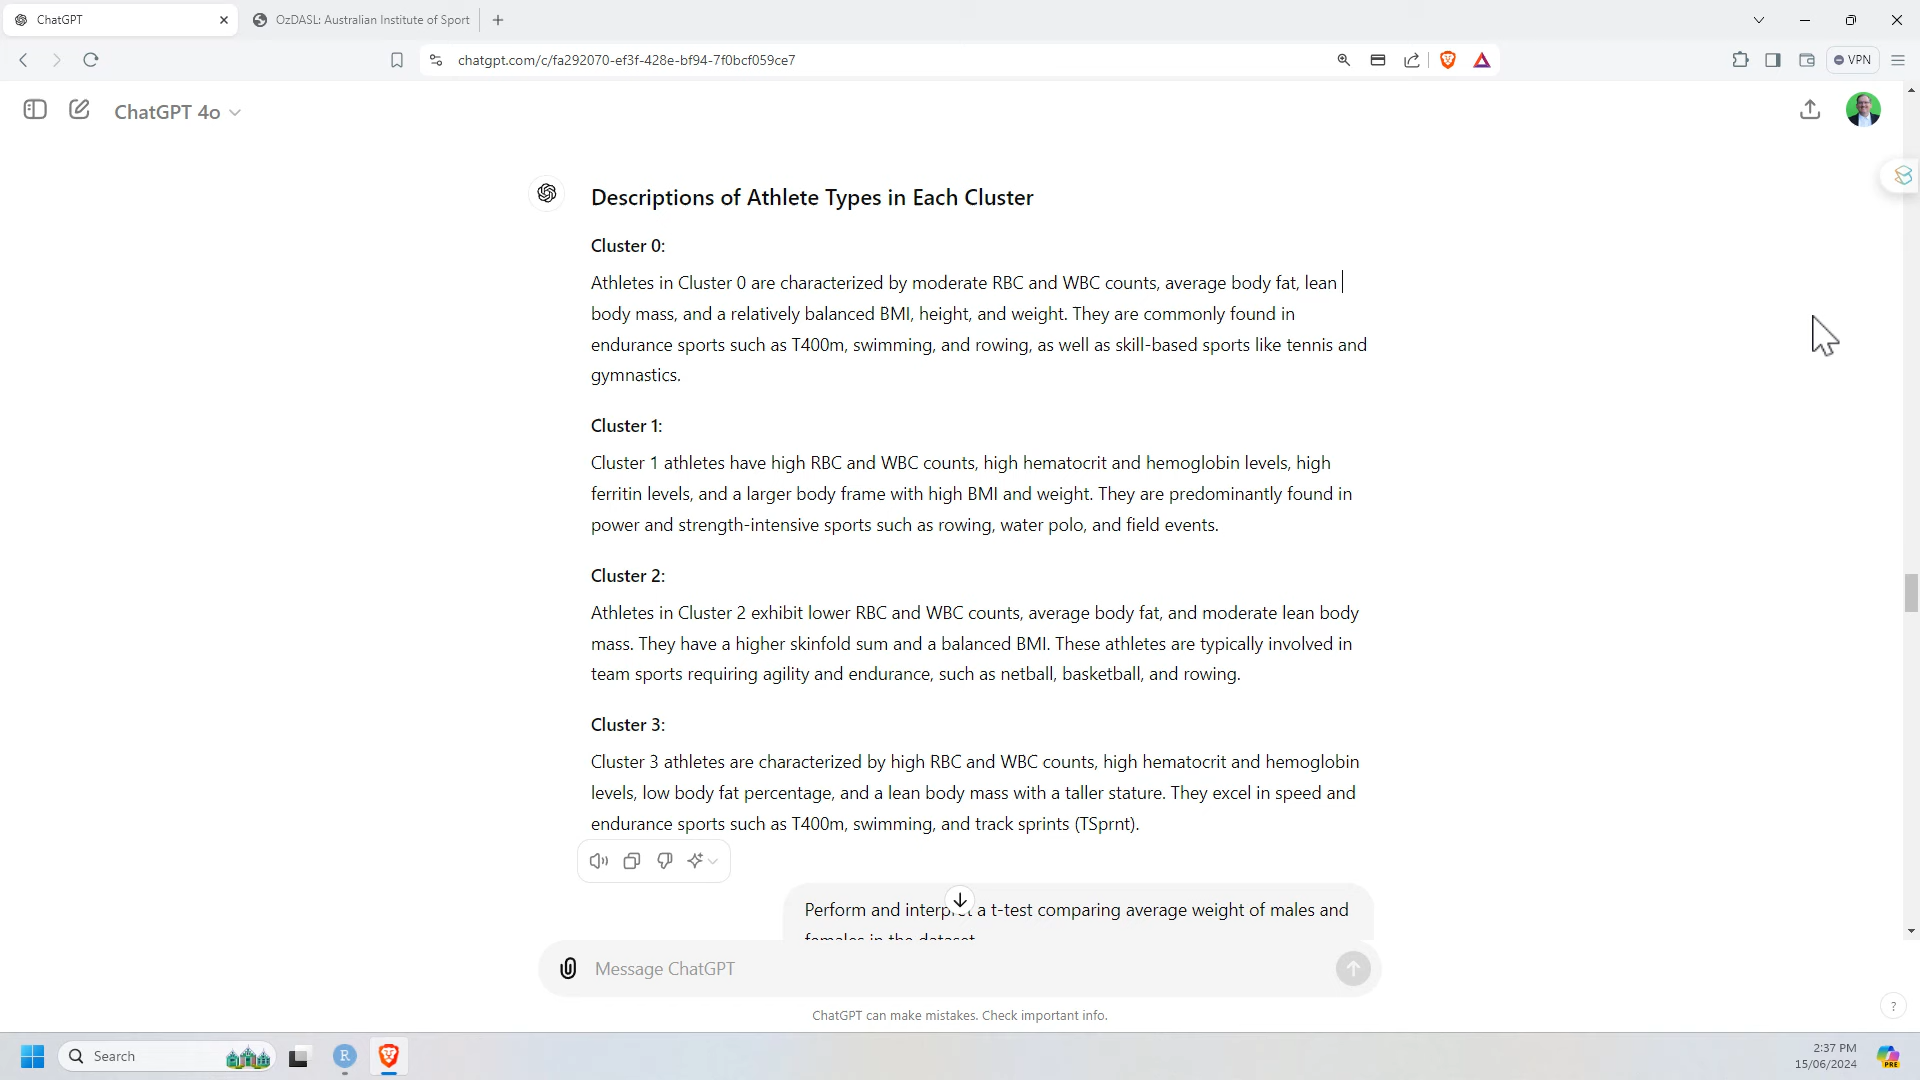 ChatGPT
OzDASL: Australian Institute of Sport
chatgpt.com/c/fa292070-ef3f-428e-bf94-7f0bcf059ce7
VPN
ChatGPT 4o
Descriptions of Athlete Types in Each Cluster
Cluster 0:
Athletes in Cluster 0 are characterized by moderate RBC and WBC counts, average body fat, lean
body mass, and a relatively balanced BMI, height, and weight. They are commonly found in
endurance sports such as T400m, swimming, and rowing, as well as skill-based sports like tennis and
gymnastics.
Cluster 1:
Cluster 1 athletes have high RBC and WBC counts, high hematocrit and hemoglobin levels, high
ferritin levels, and a larger body frame with high BMI and weight. They are predominantly found in
power and strength-intensive sports such as rowing, water polo, and field events.
Cluster 2:
Athletes in Cluster 2 exhibit lower RBC and WBC counts, average body fat, and moderate lean body
mass. They have a higher skinfold sum and a balanced BMI. These athletes are typically involved in
team sports requiring agility and endurance, such as netball, basketball, and rowing.
Cluster 3:
Cluster 3 athletes are characterized by high RBC and WBC counts, high hematocrit and hemoglobin
levels, low body fat percentage, and a lean body mass with a taller stature. They excel in speed and
endurance sports such as T400m, swimming, and track sprints (TSprnt).
Perform and interpret a t-test comparing average weight of males and
females in the dataset
Message ChatGPT
ChatGPT can make mistakes. Check important info.
?
Search
R
2:37 PM
15/06/2024
PRE